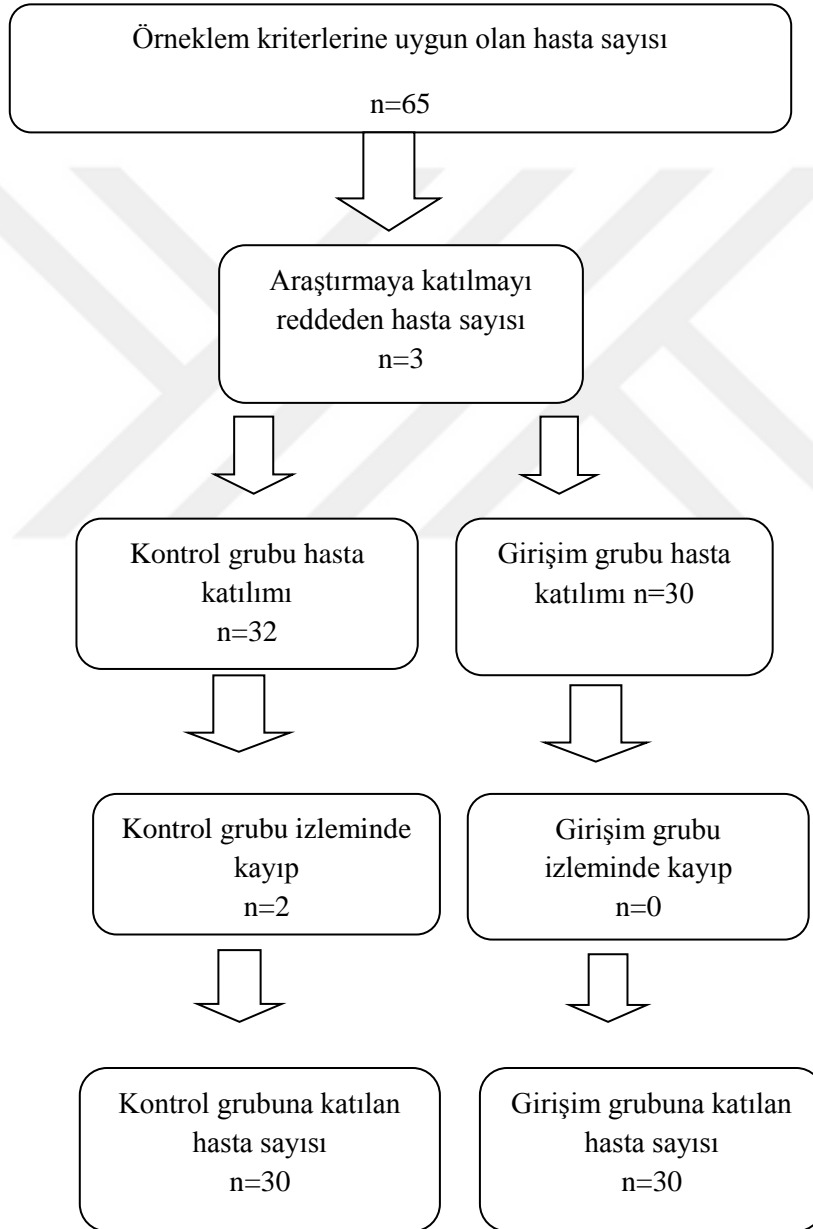 Örneklem kriterlerine uygun olan hasta sayısı
n=65
Araştırmaya katılmayı
reddeden hasta sayısı
n=3
Kontrol grubu hasta
katılımı
n=32
Girişim grubu hasta
katılımı n=30
Kontrol grubu izleminde
kayıp
n=2
Girişim grubu
izleminde kayıp
n=0
Kontrol grubuna katılan
hasta sayısı
n=30
Girişim grubuna katılan
hasta sayısı
n=30